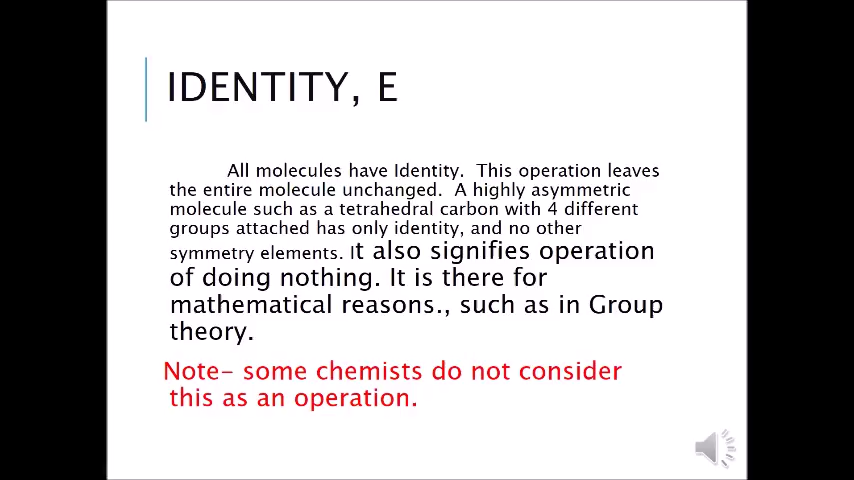 IDENTITY, E
All molecules have Identity. This operation leaves
the entire molecule unchanged. A highly asymmetric
molecule such as a tetrahedral carbon with 4 different
groups attached has only identity, and no other
symmetry elements. It also signifies operation
of doing nothing. It is there for
mathematical reasons., such as in Group
theory.
Note- some chemists do not consider
this as an operation.